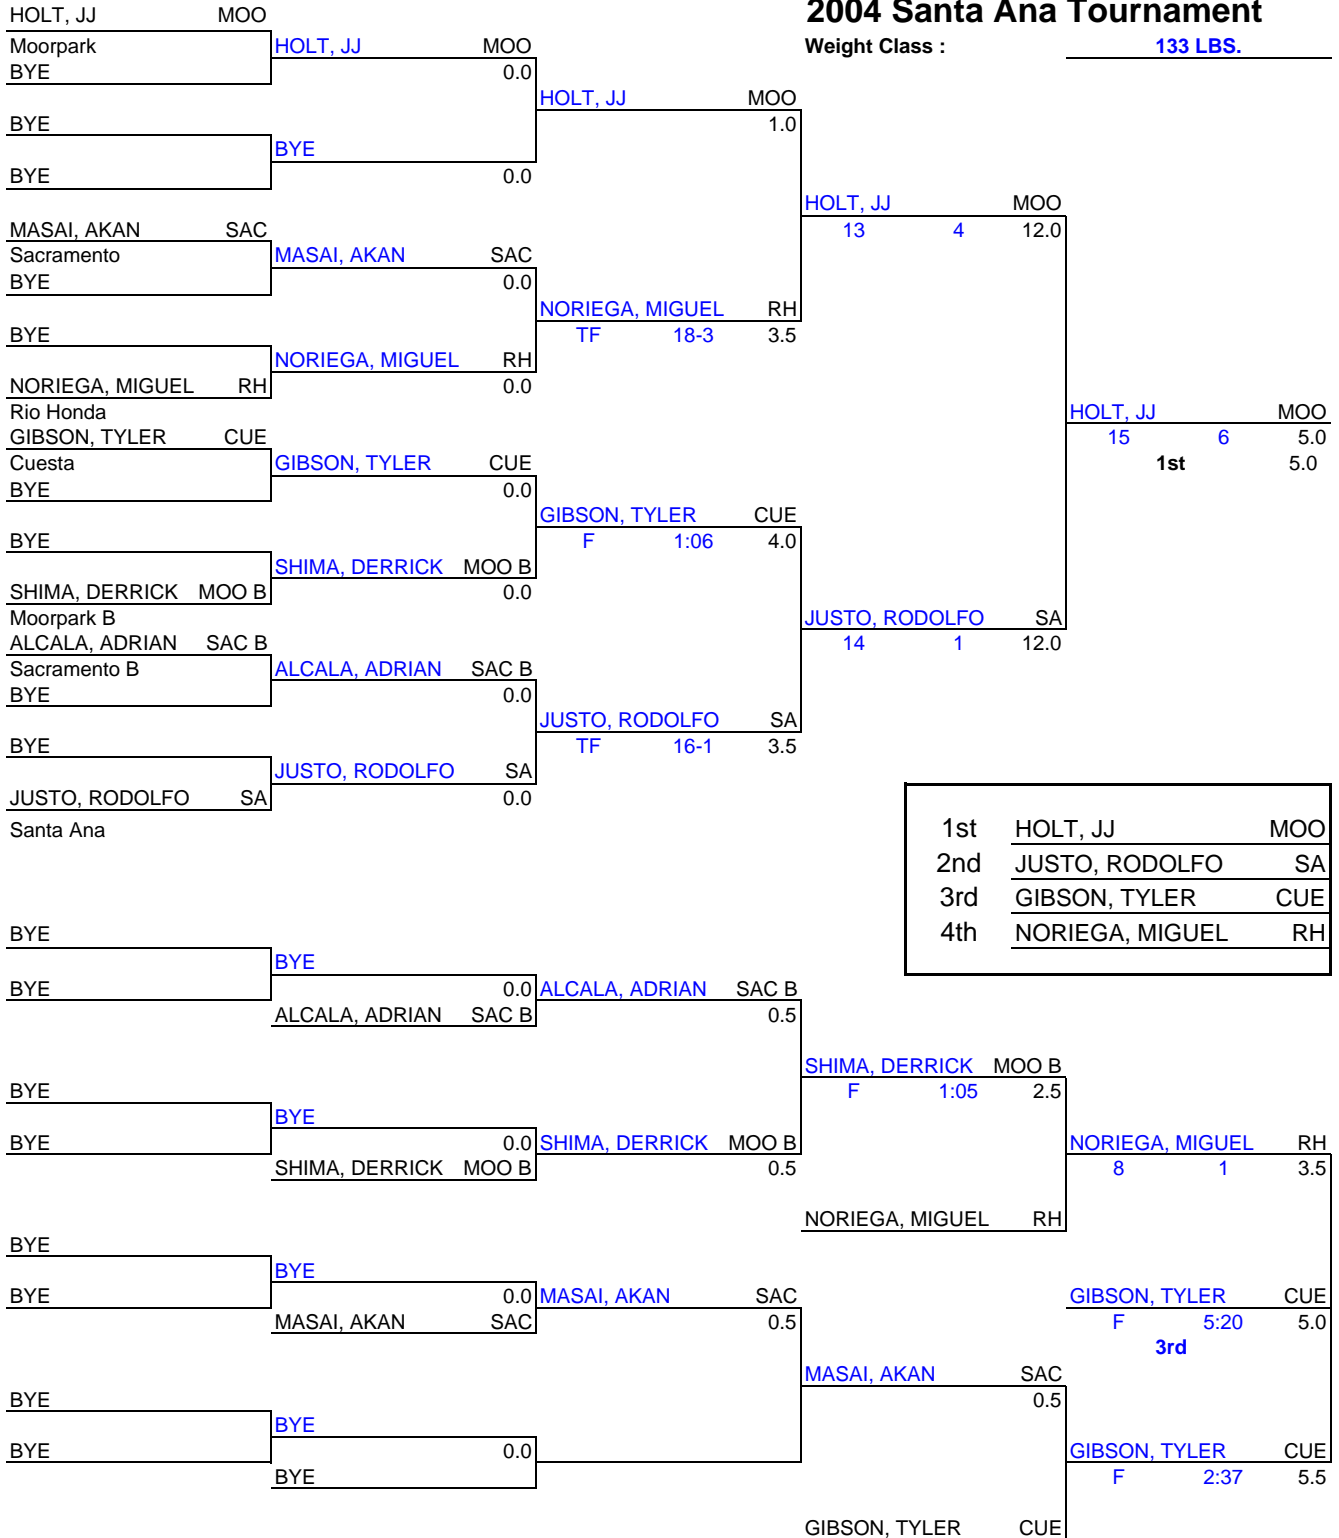 2004 Santa Ana Tournament
HOLT, JJ MOO
Moorpark HOLT, JJ MOO Weight Class : 133 LBS.
BYE 0.0
HOLT, JJ MOO
BYE 1.0
BYE
BYE 0.0
HOLT, JJ MOO
MASAI, AKAN SAC 13 4 12.0
Sacramento MASAI, AKAN SAC
BYE 0.0
NORIEGA, MIGUEL RH
BYE TF 18-3 3.5
NORIEGA, MIGUEL RH
NORIEGA, MIGUEL RH 0.0
Rio Honda HOLT, JJ MOO
GIBSON, TYLER CUE 15 6 5.0
Cuesta GIBSON, TYLER CUE 1st 5.0
BYE 0.0
GIBSON, TYLER CUE
BYE F 1:06 4.0
SHIMA, DERRICK MOO B
SHIMA, DERRICK MOO B 0.0
Moorpark B JUSTO, RODOLFO SA
ALCALA, ADRIAN SAC B 14 1 12.0
Sacramento B ALCALA, ADRIAN SAC B
BYE 0.0
JUSTO, RODOLFO SA
BYE TF 16-1 3.5
JUSTO, RODOLFO SA
JUSTO, RODOLFO SA 0.0
Santa Ana 1st HOLT, JJ MOO
2nd JUSTO, RODOLFO SA
3rd GIBSON, TYLER CUE
BYE 4th NORIEGA, MIGUEL RH
BYE
BYE 0.0 ALCALA, ADRIAN SAC B
ALCALA, ADRIAN SAC B 0.5
SHIMA, DERRICK MOO B
BYE F 1:05 2.5
BYE
BYE 0.0 SHIMA, DERRICK MOO B NORIEGA, MIGUEL RH
SHIMA, DERRICK MOO B 0.5 8 1 3.5
NORIEGA, MIGUEL RH
BYE
BYE
BYE 0.0 MASAI, AKAN SAC GIBSON, TYLER CUE
MASAI, AKAN SAC 0.5 F 5:20 5.0
3rd
MASAI, AKAN SAC
BYE 0.5
BYE
BYE 0.0 GIBSON, TYLER CUE
BYE F 2:37 5.5
GIBSON, TYLER CUE